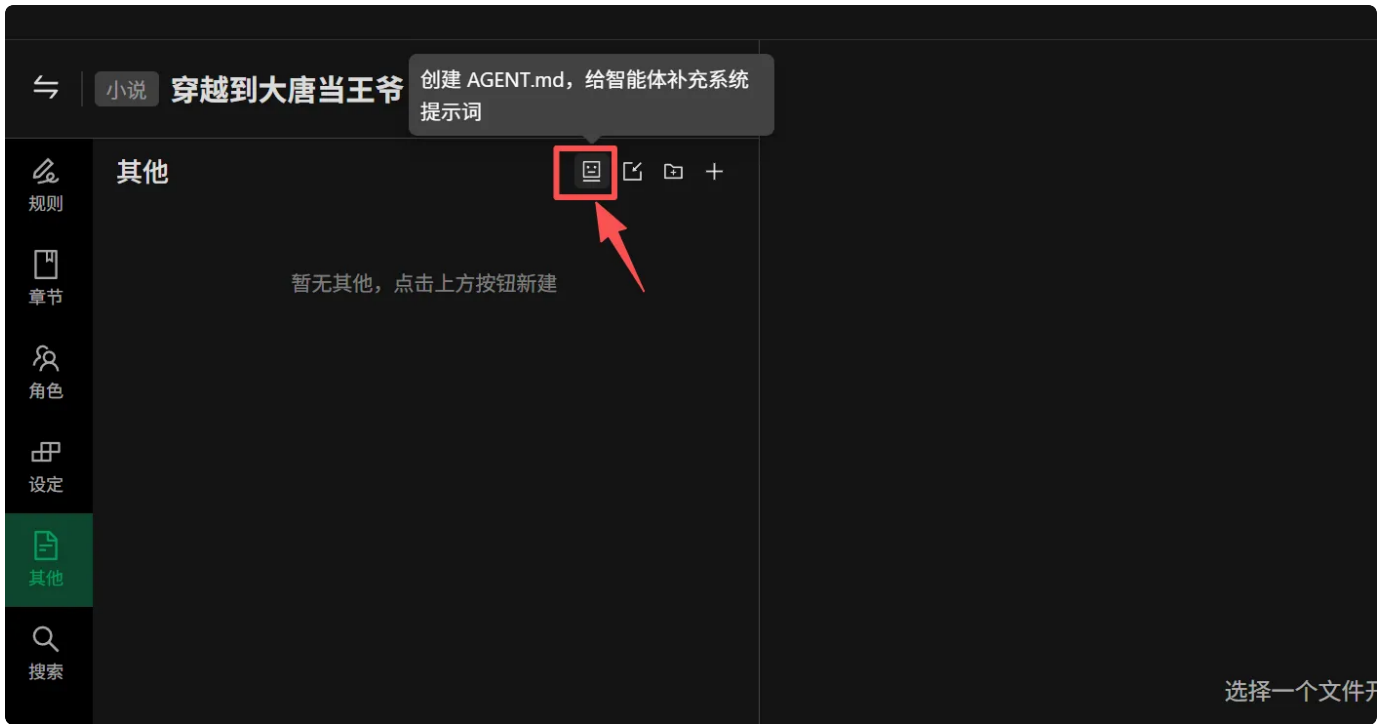 小说 穿越到大唐当王爷
创建 AGENT.md，给智能体补充系统
提示词
规则
章节
角色
设定
其他
搜索
其他
暂无其他，点击上方按钮新建
选择一个文件开